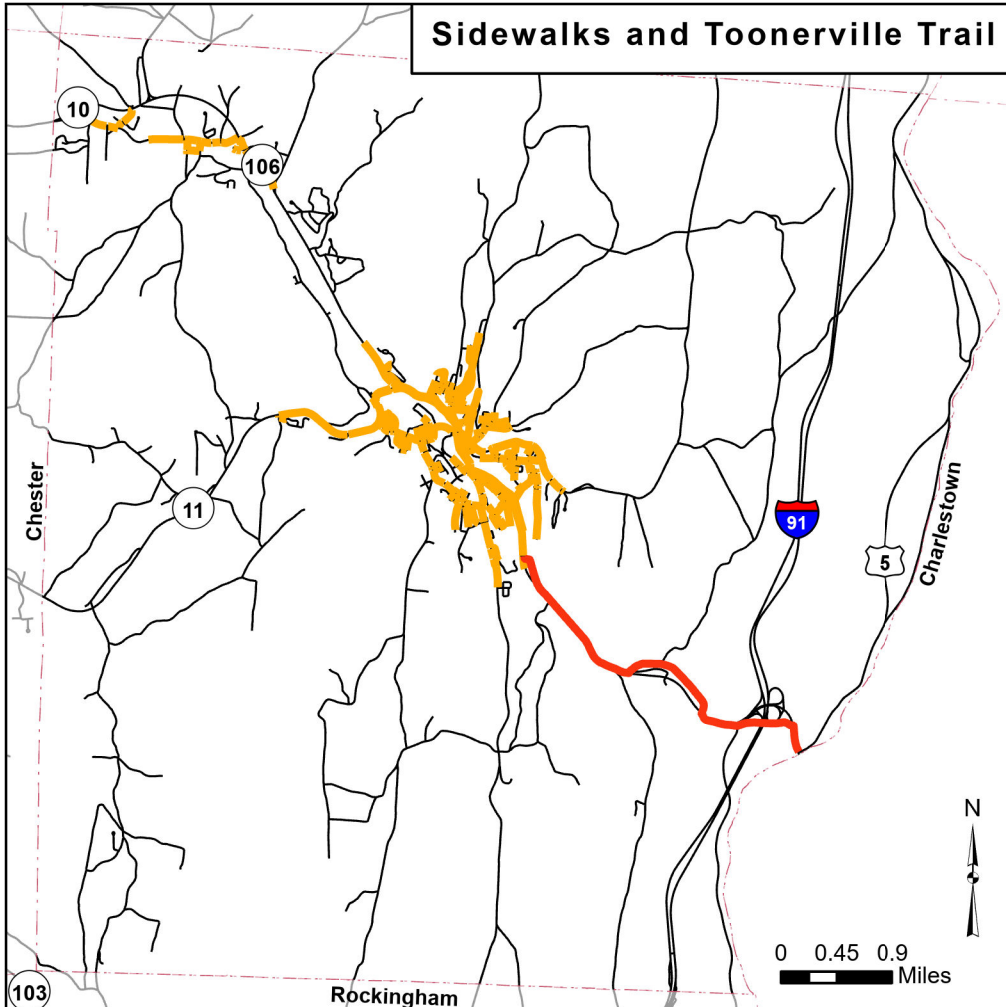 Sidewalks and Toonerville Trail
10
106
Chester
11
91
5
Charlestown
N
0 0.45 0.9
Miles
103
Rockingham